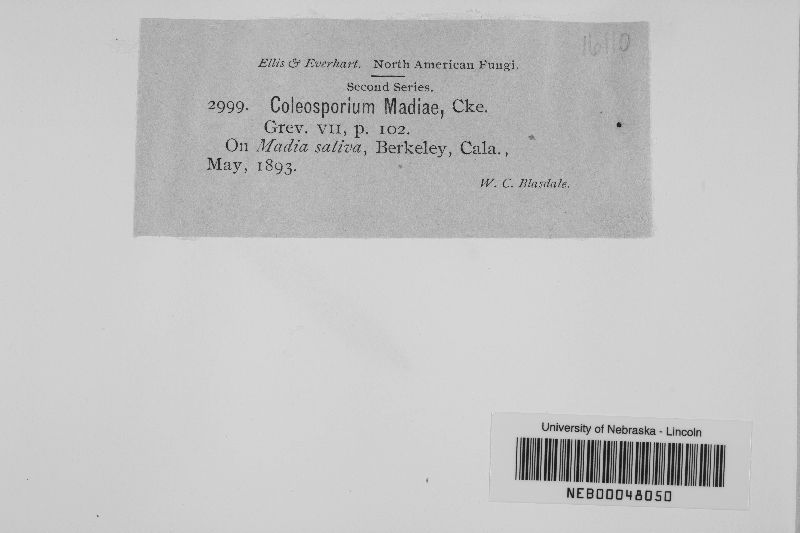 16110
Ellis & Everhart. North American Fungi.
Second Series.
2999. Coleosporium Madiae, Cke.
Grev. VII, p. 102.
On Madia sativa, Berkeley, Cala.,
May, 1893.
W. C. Blasdale.
University of Nebraska - Lincoln
NEB00048050